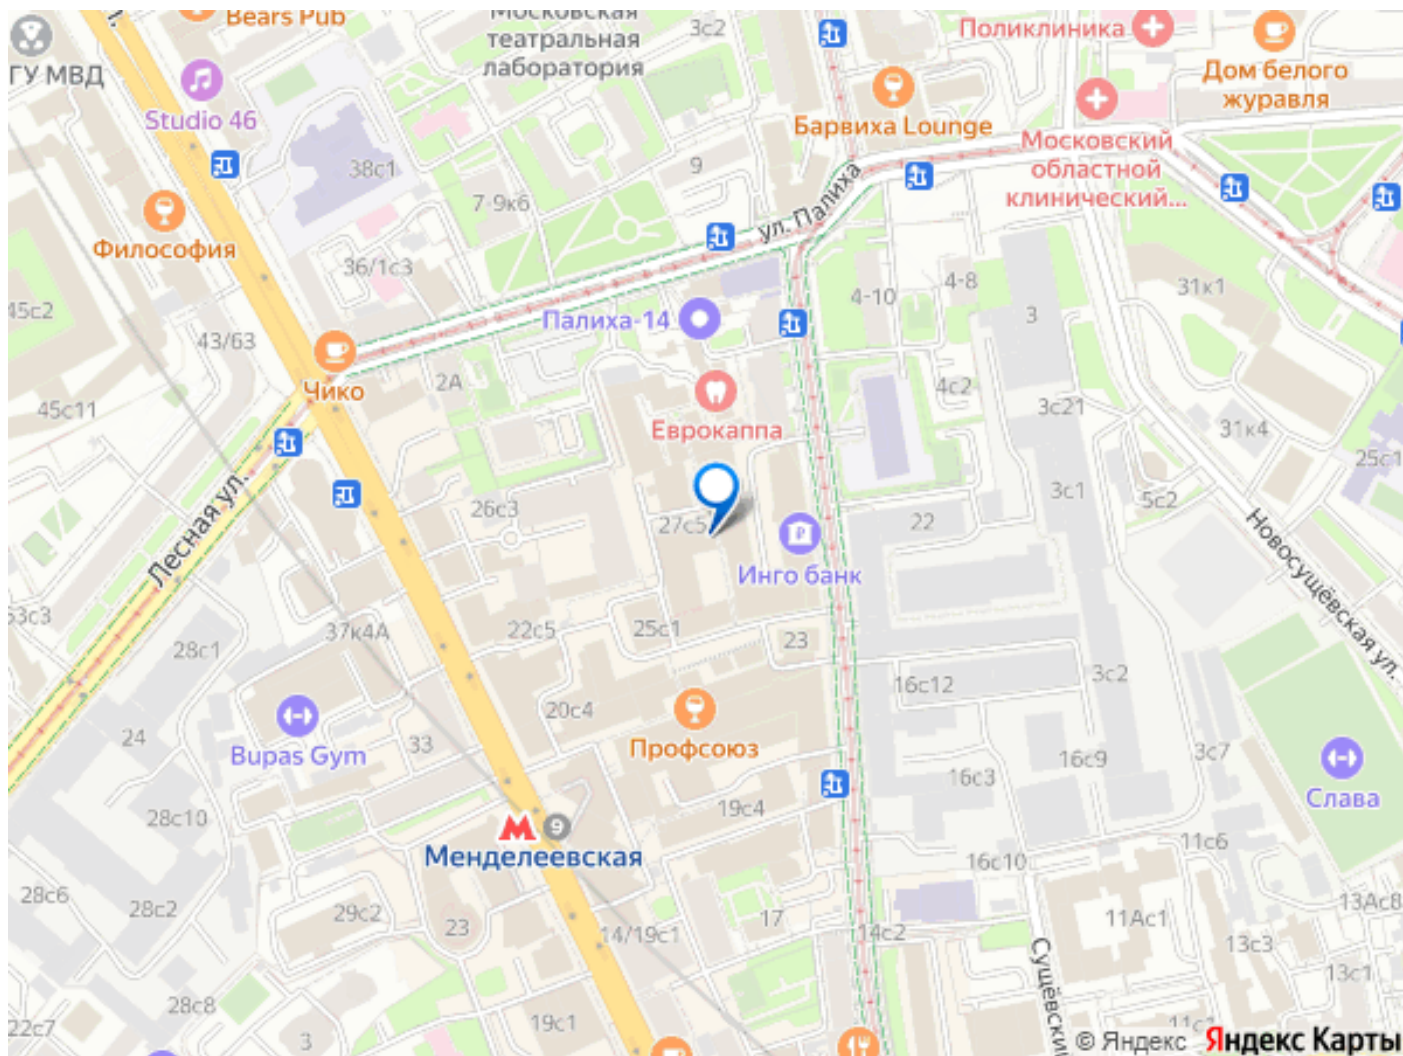 Bears Pub
Московская
театральная
лаборатория
3с2
Поликлиника
ГУ МВД
Дом белого
журавля
Studio 46
Барвиха Lounge
Московский
областной
клинический...
38с1
9
7-9к6
ул. Палиха
Философия
36/1с3
4-10
4-8
31к1
45с2
43/63
Палиха-14
3
Чико
2А
4с2
45с11
3с21
Еврокаппа
31к4
25с1
Лесная ул.
26с3
27с5
22
3с1
5с2
Новосущёвская ул.
Инго банк
53с3
37к4А
22с5
25с1
23
28с1
16с12
3с2
20с4
24
33
Bupas Gym
Профсоюз
16с3
16с9
3с7
Слава
28с10
9
19с4
Менделеевская
11с6
16с10
28с6
28с2
29с2
23
14/19с1
17
14с2
11Ас1
13Ас8
13с3
13с1
Сущёвский
28с8
22с7
3
19с1
11с1
© Яндекс Яндекс Карты